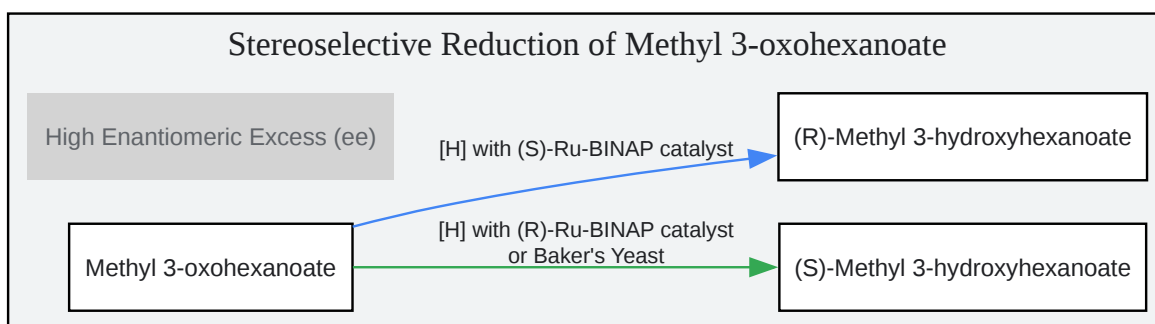 Stereoselective Reduction of Methyl 3-oxohexanoate
High Enantiomeric Excess (ee)
[H] with (S)-Ru-BINAP catalyst
(R)-Methyl 3-hydroxyhexanoate
Methyl 3-oxohexanoate
[H] with (R)-Ru-BINAP catalyst
or Baker's Yeast
(S)-Methyl 3-hydroxyhexanoate